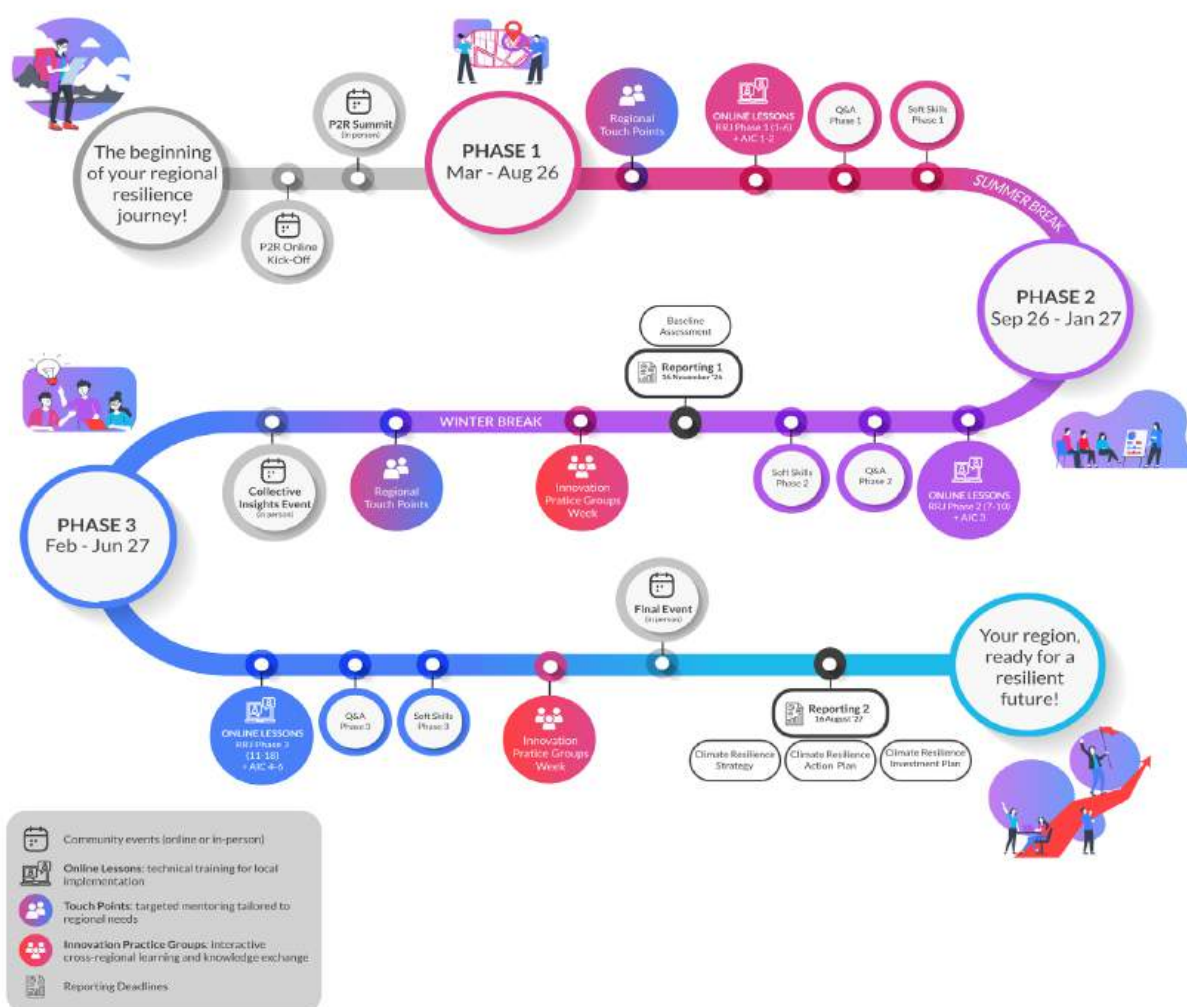 The beginning
of your regional
resilience
journey!
P2R Online
Kick-Off
P2R Summit
(in person)
PHASE 1
Mar - Aug 26
Regional
Touch Points
ONLINE LESSONS
RRJ Phase 1 (1-6)
+ AIC 1-2
Q&A
Phase 1
Soft Skills
Phase 1
SUMMER BREAK
PHASE 2
Sep 26 - Jan 27
ONLINE LESSONS
RRJ Phase 2 (7-10)
+ AIC 3
Q&A
Phase 2
Soft Skills
Phase 2
Baseline
Assessment
Reporting 1
16 November '26
Innovation
Pratice Groups
Week
WINTER BREAK
Regional
Touch Points
Collective
Insights Event
(in person)
PHASE 3
Feb - Jun 27
ONLINE LESSONS
RRJ Phase 3
(11-18)
+ AIC 4-6
Q&A
Phase 3
Soft Skills
Phase 3
Innovation
Pratice Groups
Week
Final Event
(in person)
Reporting 2
16 August '27
Climate Resilience
Strategy
Climate Resilience
Action Plan
Climate Resilience
Investment Plan
Your region,
ready for a
resilient
future!
Community events (online or in-person)
Online Lessons: technical training for local
implementation
Touch Points: targeted mentoring tailored to
regional needs
Innovation Practice Groups: interactive
cross-regional learning and knowledge exchange
Reporting Deadlines